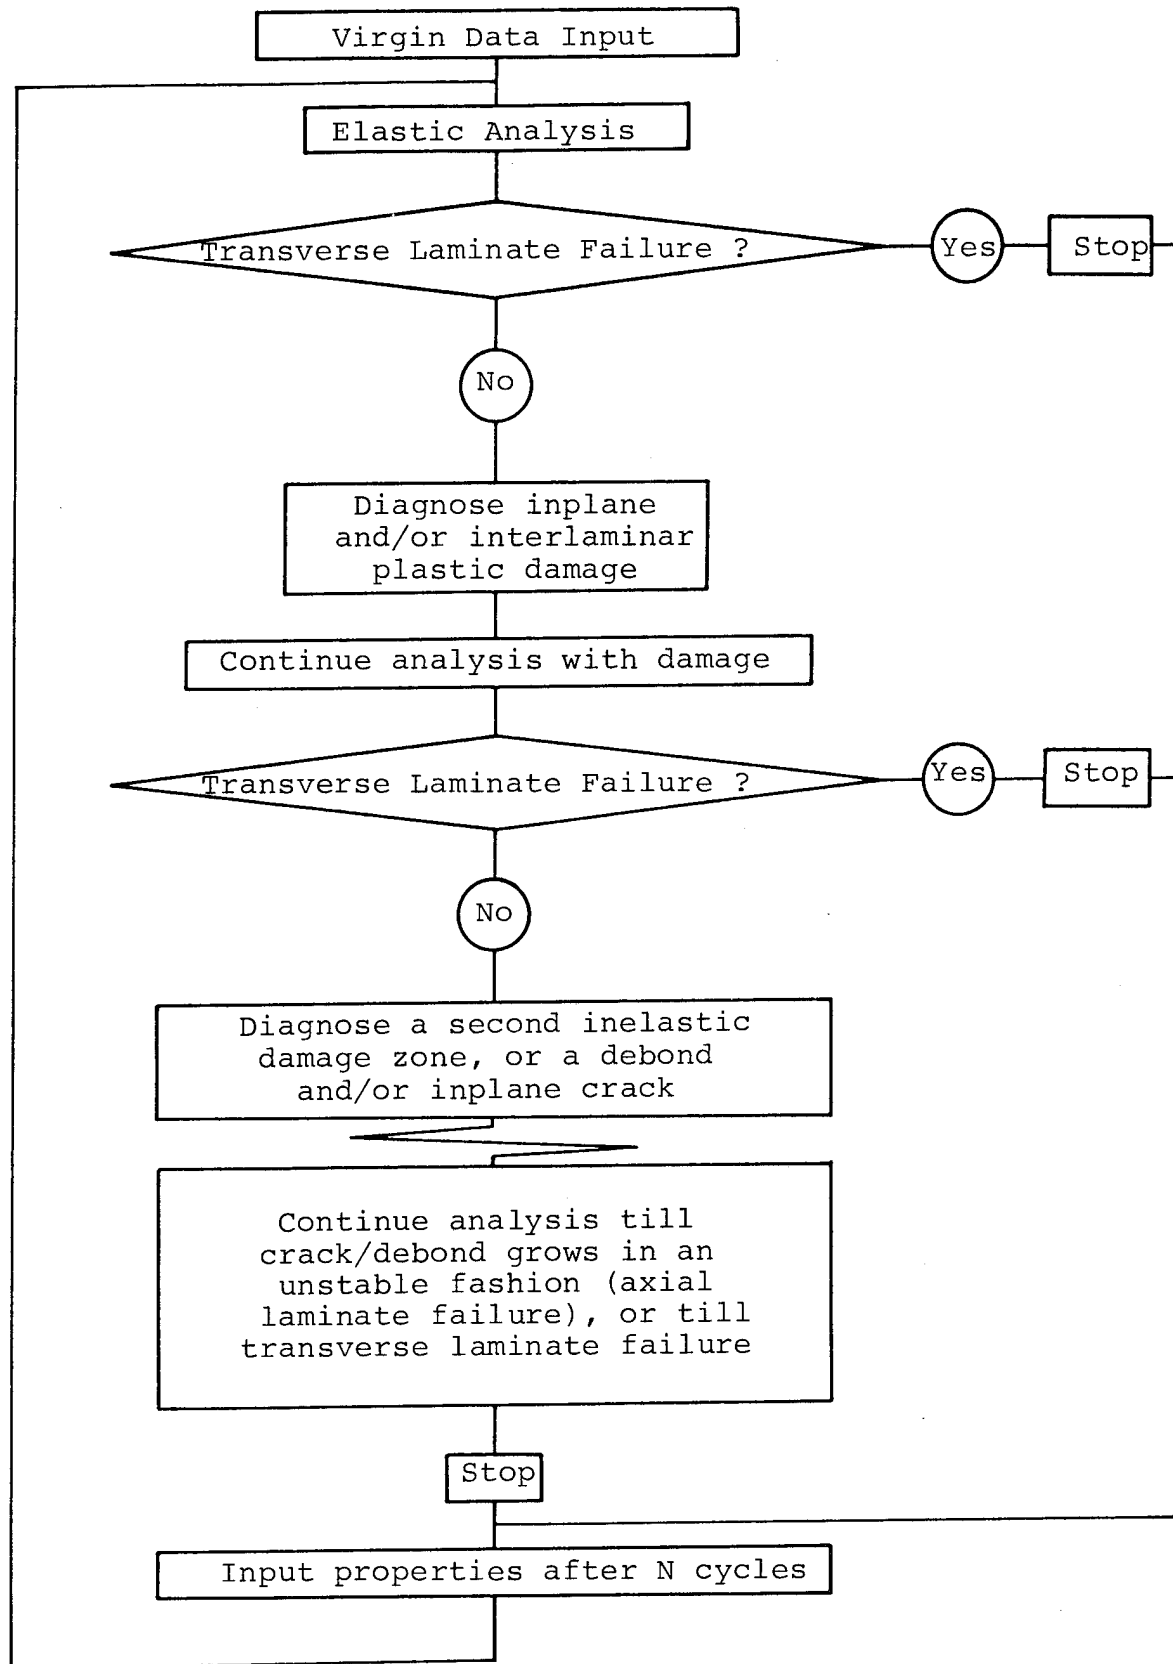 Virgin Data Input
Elastic Analysis
Transverse Laminate Failure ?
Yes
Stop
No
Diagnose inplane
and/or interlaminar
plastic damage
Continue analysis with damage
Transverse Laminate Failure ?
Yes
Stop
No
Diagnose a second inelastic
damage zone, or a debond
and/or inplane crack
Continue analysis till
crack/debond grows in an
unstable fashion (axial
laminate failure), or till
transverse laminate failure
Stop
Input properties after N cycles